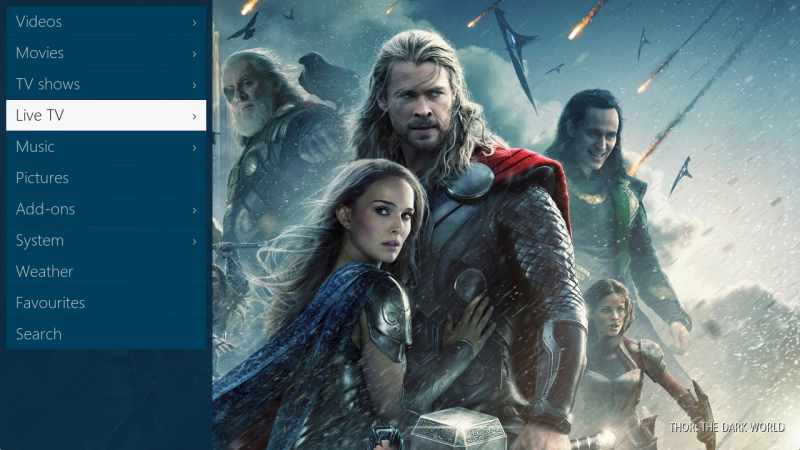 Videos ›
Movies ›
TV shows ›
Live TV ›
Music ›
Pictures
Add-ons ›
System ›
Weather
Favourites
Search
THOR: THE DARK WORLD